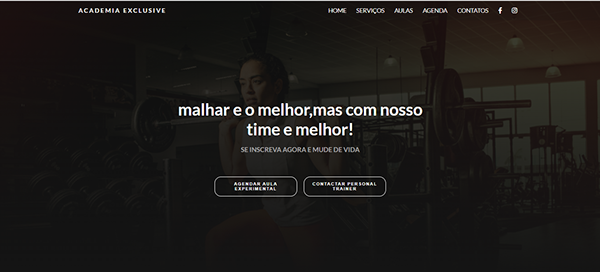 ACADEMIA EXCLUSIVE
HOME SERVIÇOS AULAS AGENDA CONTATOS
malhar e o melhor,mas com nosso
time e melhor!
SE INSCREVA AGORA E MUDE DE VIDA
AGENDAR AULA
EXPERIMENTAL
CONTACTAR PERSONAL
TRAINER